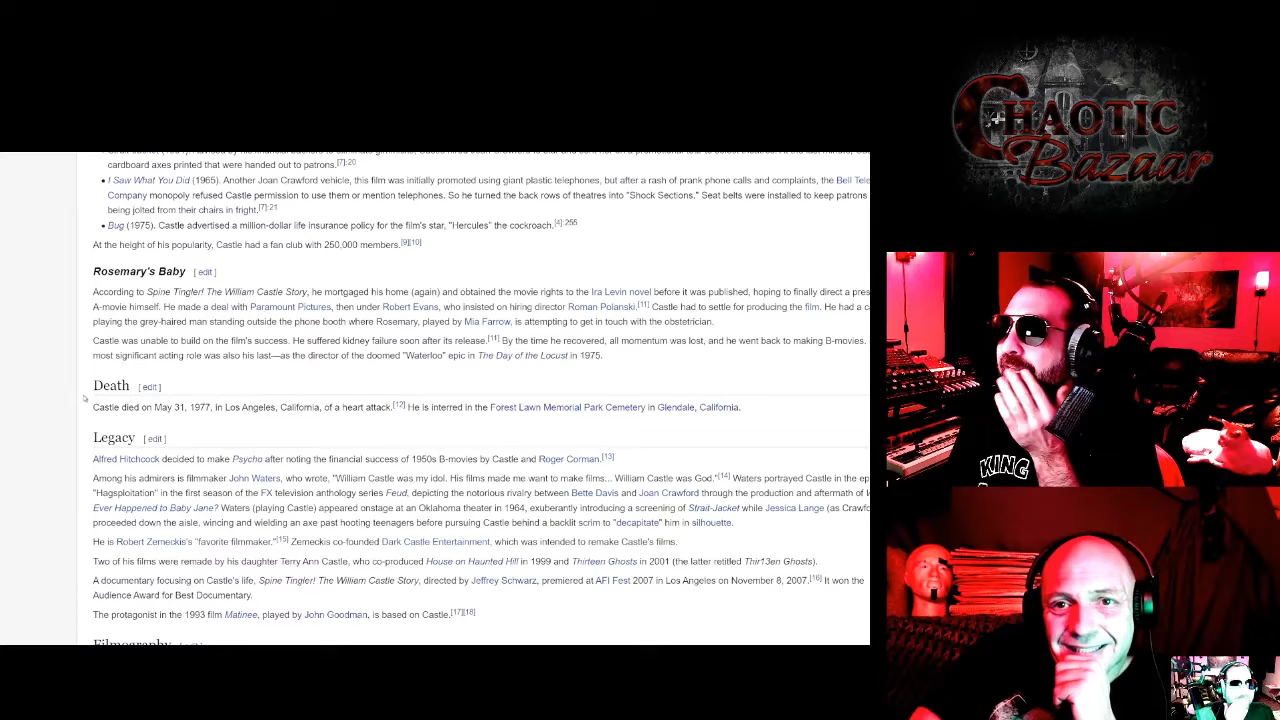 CHAOTIC
Bazaar
cardboard axes printed that were handed out to patrons.[7]:20
• I Saw What You Did (1965). Another Joan Crawford vehicle, this film was initially promoted using giant plastic telephones, but after a rash of prank phone calls and complaints, the Bell Tele
Company monopoly refused Castle permission to use them or mention telephones. So he turned the back rows of theatres into "Shock Sections." Seat belts were installed to keep patrons
being jolted from their chairs in fright.[7]:21
• Bug (1975). Castle advertised a million-dollar life insurance policy for the film's star, "Hercules" the cockroach.[4]:255
At the height of his popularity, Castle had a fan club with 250,000 members.[9][10]
Rosemary's Baby [ edit ]
According to Spine Tingler! The William Castle Story, he mortgaged his home (again) and obtained the movie rights to the Ira Levin novel before it was published, hoping to finally direct a pres
A-movie himself. He made a deal with Paramount Pictures, then under Robert Evans, who insisted on hiring director Roman Polanski.[11] Castle had to settle for producing the film. He had a c
playing the grey-haired man standing outside the phone booth where Rosemary, played by Mia Farrow, is attempting to get in touch with the obstetrician.
Castle was unable to build on the film's success. He suffered kidney failure soon after its release.[11] By the time he recovered, all momentum was lost, and he went back to making B-movies.
most significant acting role was also his last—as the director of the doomed "Waterloo" epic in The Day of the Locust in 1975.
Death [ edit ]
Castle died on May 31, 1977, in Los Angeles, California, of a heart attack.[12] He is interred in the Forest Lawn Memorial Park Cemetery in Glendale, California.
Legacy [ edit ]
Alfred Hitchcock decided to make Psycho after noting the financial success of 1950s B-movies by Castle and Roger Corman.[13]
Among his admirers is filmmaker John Waters, who wrote, "William Castle was my idol. His films made me want to make films... William Castle was God."[14] Waters portrayed Castle in the ep
"Hagsploitation" in the first season of the FX television anthology series Feud, depicting the notorious rivalry between Bette Davis and Joan Crawford through the production and aftermath of
Ever Happened to Baby Jane? Waters (playing Castle) appeared onstage at an Oklahoma theater in 1964, exuberantly introducing a screening of Strait-Jacket while Jessica Lange (as Crawfo
proceeded down the aisle, wincing and wielding an axe past hooting teenagers before pursuing Castle behind a backlit scrim to "decapitate" him in silhouette.
He is Robert Zemeckis's "favorite filmmaker."[15] Zemeckis co-founded Dark Castle Entertainment, which was intended to remake Castle's films.
Two of his films were remade by his daughter Terry Ann Castle, who co-produced House on Haunted Hill in 1999 and Thirteen Ghosts in 2001 (the latter retitled Thir13en Ghosts).
A documentary focusing on Castle's life, Spine Tingler! The William Castle Story, directed by Jeffrey Schwarz, premiered at AFI Fest 2007 in Los Angeles on November 8, 2007.[16] It won the
Audience Award for Best Documentary.
The protagonist in the 1993 film Matinee, played by John Goodman, is based on Castle.[17][18]
Filmography
KING